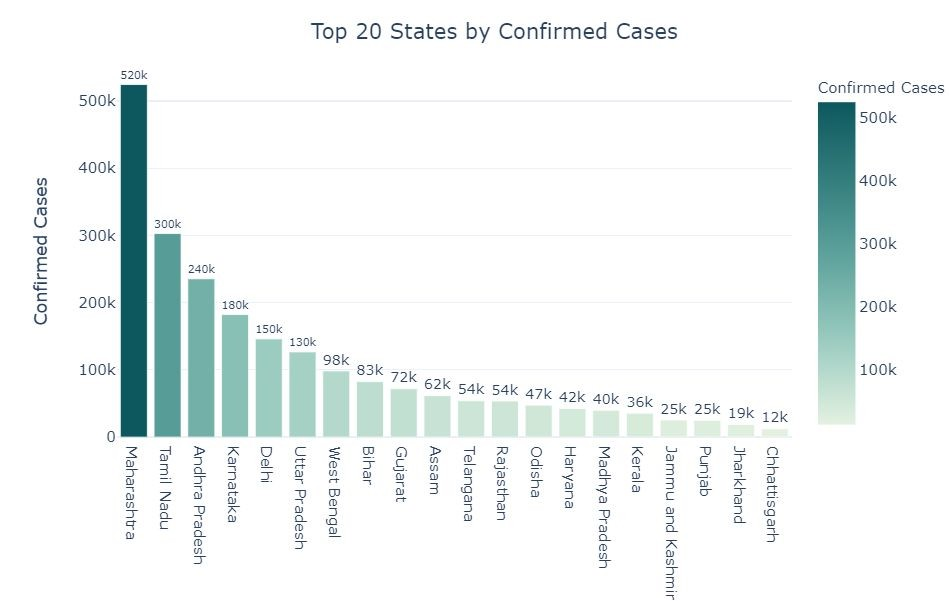 Top 20 States by Confirmed Cases
Confirmed Cases
500k
400k
300k
200k
100k
0
520k
300k
240k
180k
150k
130k
98k
83k
72k
62k
54k
54k
47k
42k
40k
36k
25k
25k
19k
12k
Maharashtra
Tamil Nadu
Andhra Pradesh
Karnataka
Delhi
Uttar Pradesh
West Bengal
Bihar
Gujarat
Assam
Telangana
Rajasthan
Odisha
Haryana
Madhya Pradesh
Kerala
Jammu and Kashmir
Punjab
Jharkhand
Chhattisgarh
Confirmed Cases
500k
400k
300k
200k
100k